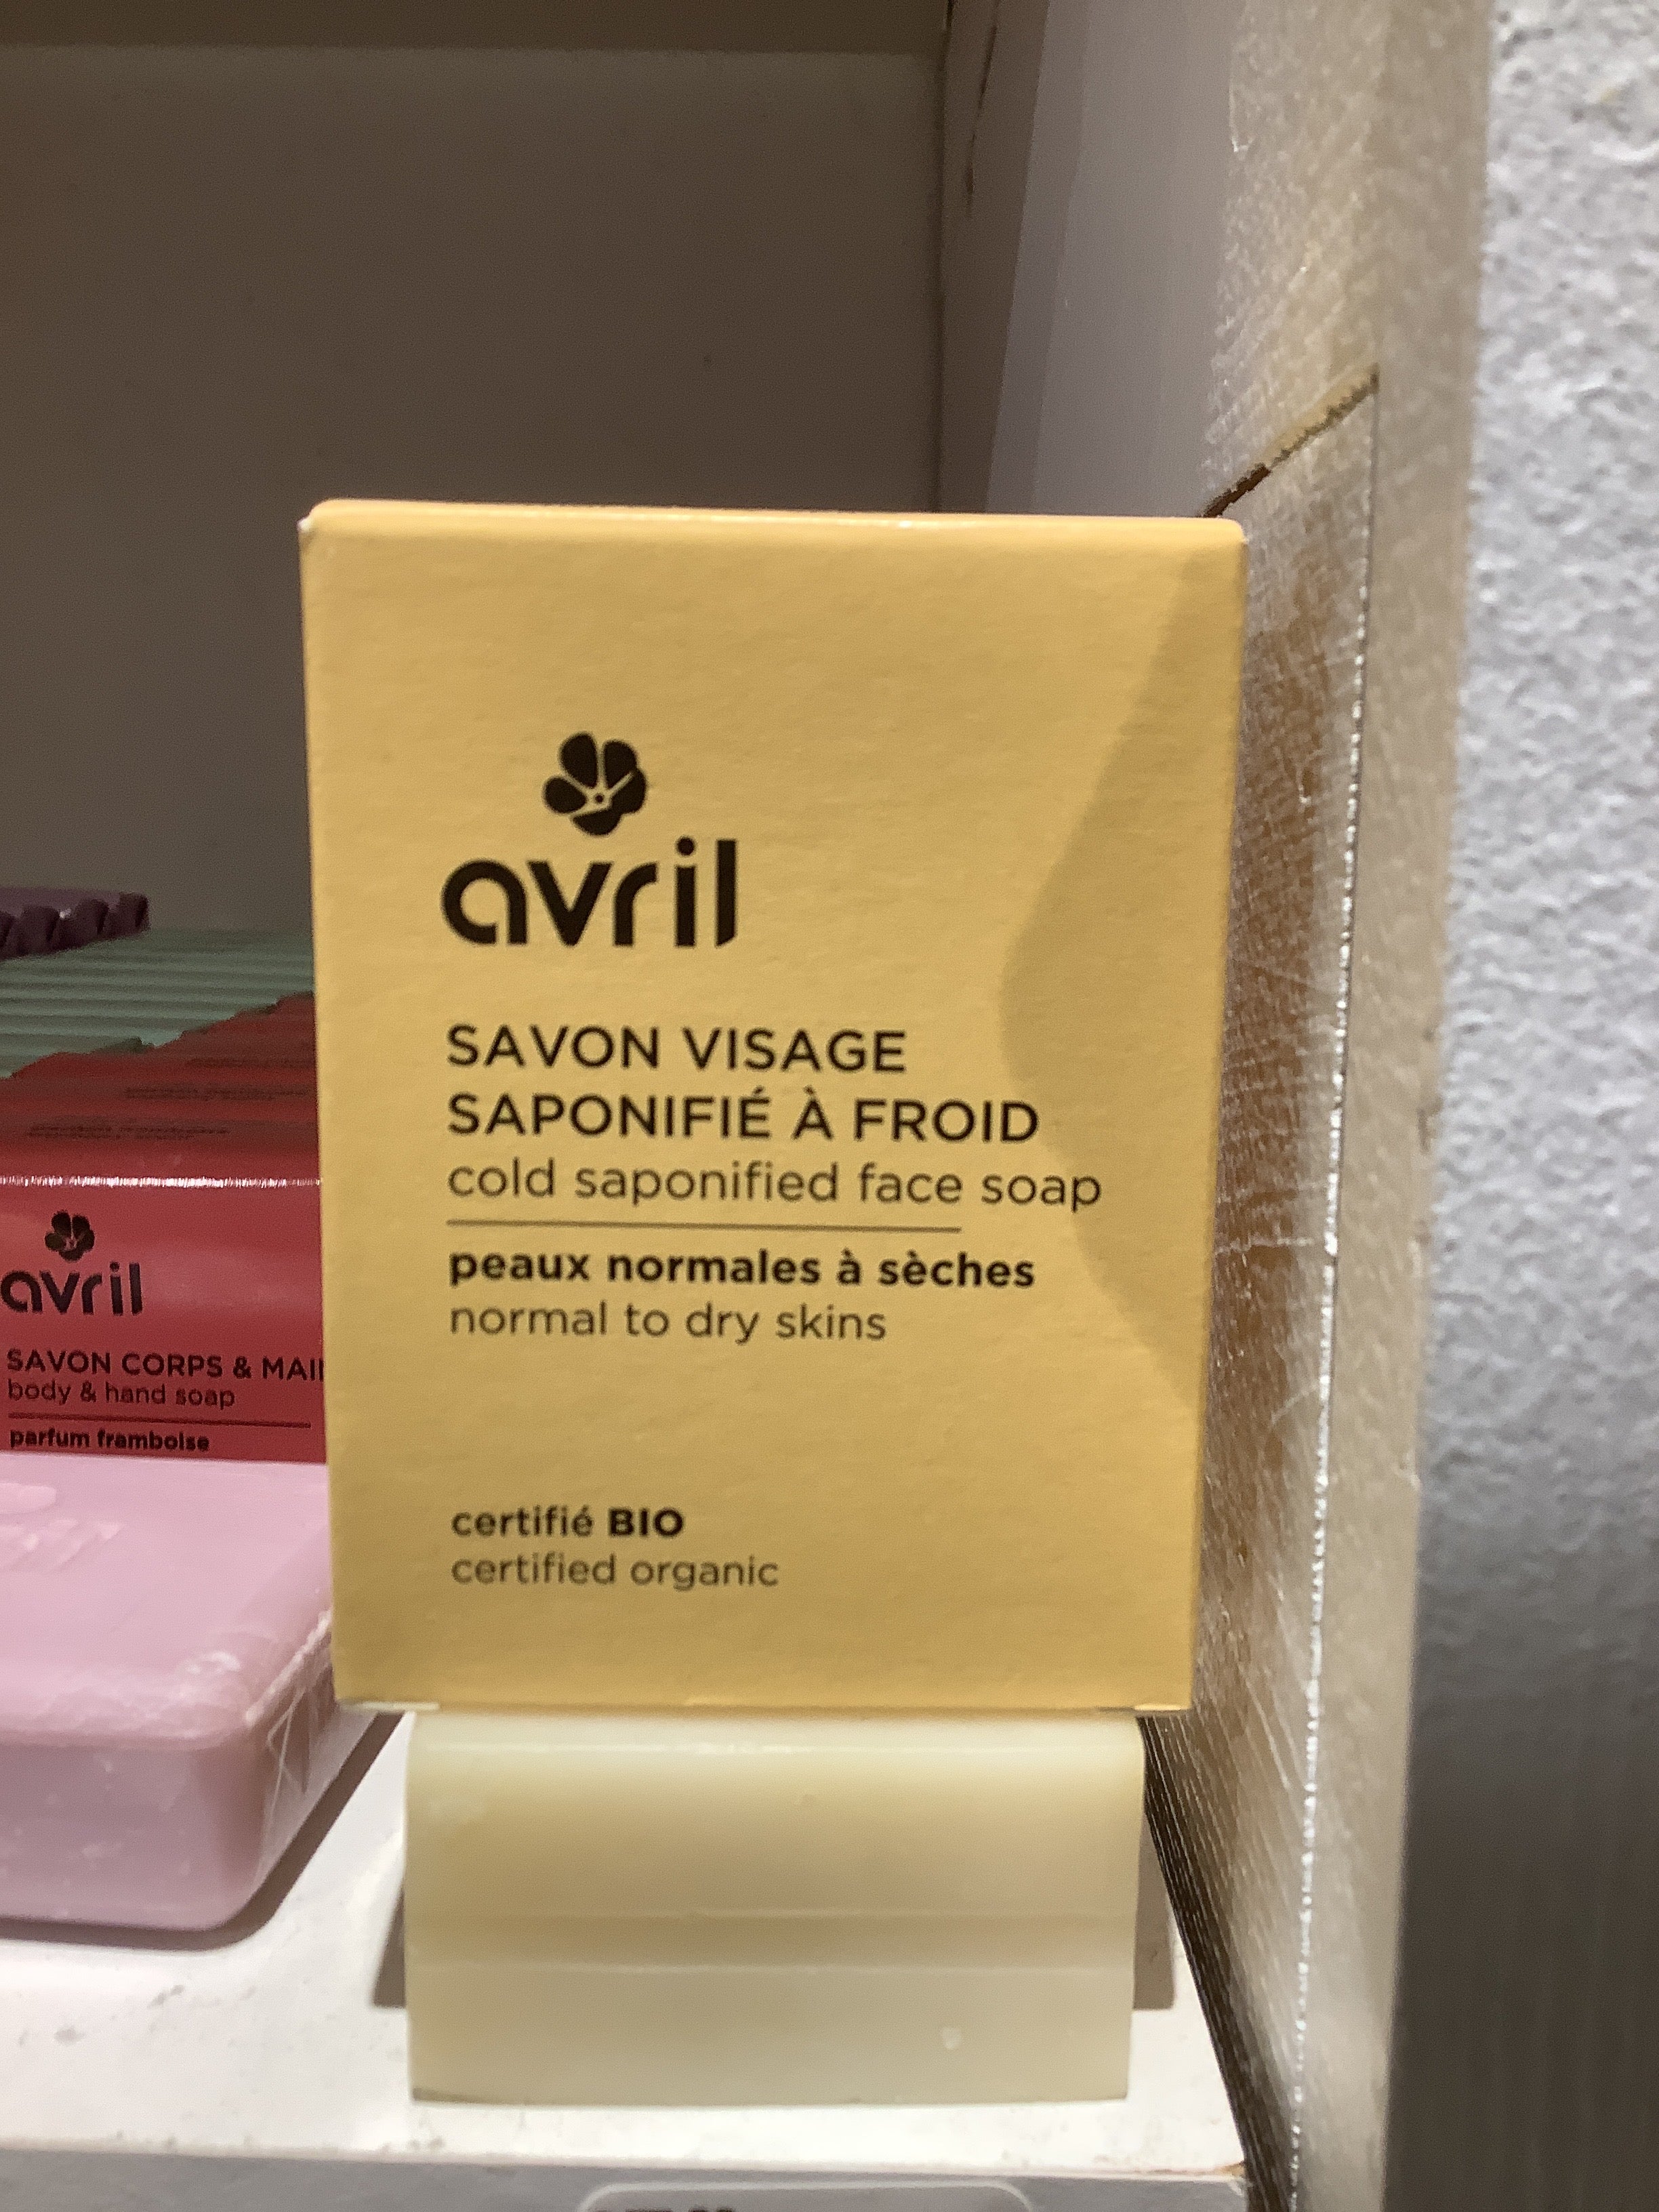 avril
SAVON VISAGE
SAPONIFIÉ À FROID
cold saponified face soap
peaux normales à sèches
normal to dry skins
certifié BIO
certified organic
avril
SAVON CORPS & MAI
body & hand soap
parfum framboise